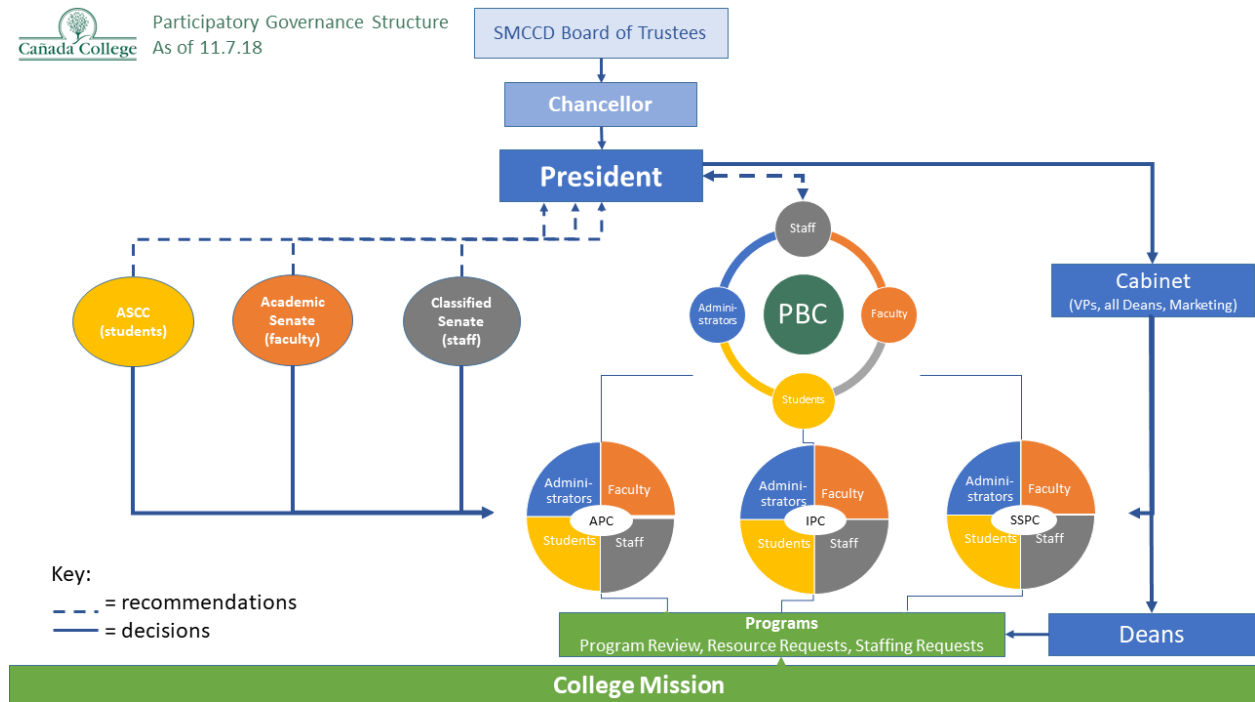 Cañada College
Participatory Governance Structure
As of 11.7.18
SMCCD Board of Trustees
Chancellor
President
Staff
Adminis-
strators
PBC
Faculty
Students
Cabinet
(VPs, all Deans, Marketing)
ASCC
(students)
Academic
Senate
(faculty)
Classified
Senate
(staff)
Admini-
strators
Faculty
APC
Students
Staff
Admini-
strators
Faculty
IPC
Students
Staff
Admini-
strators
Faculty
SSPC
Students
Staff
Key:
= recommendations
= decisions
Programs
Program Review, Resource Requests, Staffing Requests
Deans
College Mission